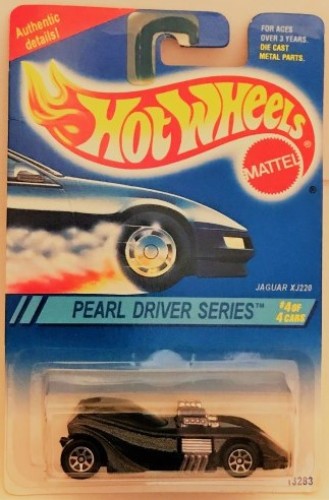 Authentic
details!
FOR AGES
OVER 3 YEARS.
DIE CAST
METAL PARTS.
HOT WHEELS
MATTEL
®
JAGUAR XJ220
PEARL DRIVER SERIES™
#4 OF
4 CARS